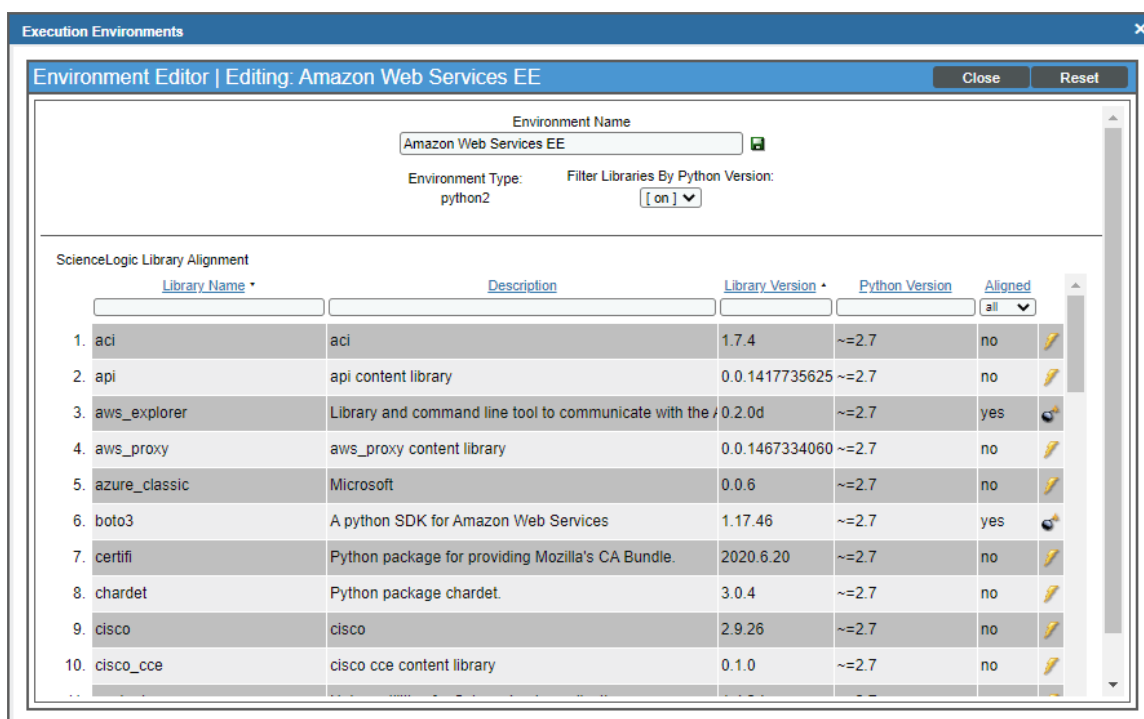 Execution Environments
Environment Editor | Editing: Amazon Web Services EE Close Reset
Environment Name
Amazon Web Services EE
Environment Type: Filter Libraries By Python Version:
python2 [ on ]
ScienceLogic Library Alignment
Library Name Description Library Version Python Version Aligned
all
1. aci aci 1.7.4 ~=2.7 no
2. api api content library 0.0.1417735625 ~=2.7 no
3. aws_explorer Library and command line tool to communicate with the 0.2.0d ~=2.7 yes
4. aws_proxy aws_proxy content library 0.0.1467334060 ~=2.7 no
5. azure_classic Microsoft 0.0.6 ~=2.7 no
6. boto3 A python SDK for Amazon Web Services 1.17.46 ~=2.7 yes
7. certifi Python package for providing Mozilla's CA Bundle. 2020.6.20 ~=2.7 no
8. chardet Python package chardet. 3.0.4 ~=2.7 no
9. cisco cisco 2.9.26 ~=2.7 no
10. cisco_cce cisco cce content library 0.1.0 ~=2.7 no